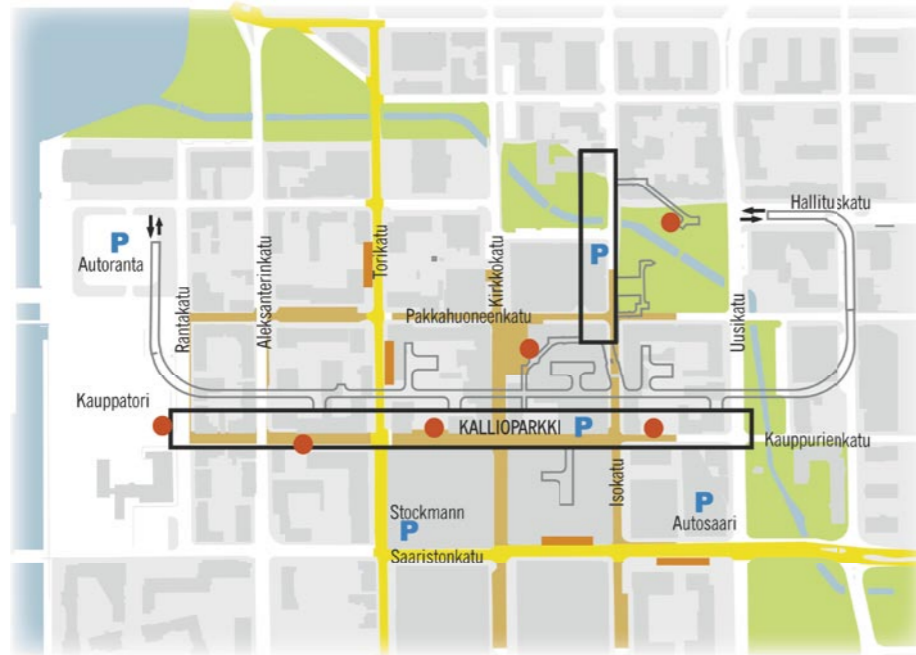 Hallituskatu
P
Autoranta
P
Rantakatu
Aleksanterinkatu
Torikatu
Kirkkokatu
Uusikatu
Pakkahuoneenkatu
Kauppatori
KALLIOPARKKI P
Kauppurienkatu
Isokatu
P
Autosaari
Stockmann
P
Saaristonkatu